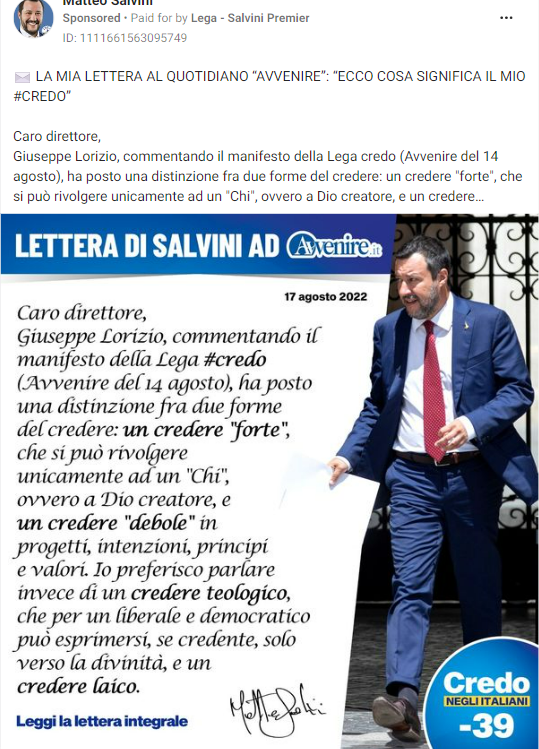 Matteo Salvini
Sponsored • Paid for by Lega - Salvini Premier
ID: 1111661563095749
LA MIA LETTERA AL QUOTIDIANO “AVVENIRE”: “ECCO COSA SIGNIFICA IL MIO
#CREDO”
Caro direttore,
Giuseppe Lorizio, commentando il manifesto della Lega credo (Avvenire del 14
agosto), ha posto una distinzione fra due forme del credere: un credere "forte", che
si può rivolgere unicamente ad un "Chi", ovvero a Dio creatore, e un credere...
LETTERA DI SALVINI AD Avvenire.it
17 agosto 2022
Caro direttore,
Giuseppe Lorizio, commentando il
manifesto della Lega #credo
(Avvenire del 14 agosto), ha posto
una distinzione fra due forme
del credere: un credere "forte",
che si può rivolgere
unicamente ad un "Chi",
ovvero a Dio creatore, e
un credere "debole" in
progetti, intenzioni, principi
e valori. Io preferisco parlare
invece di un credere teologico,
che per un liberale e democratico
può esprimersi, se credente, solo
verso la divinità, e un
credere laico.
Matteo Salvini
Leggi la lettera integrale
Credo
NEGLI ITALIANI
-39